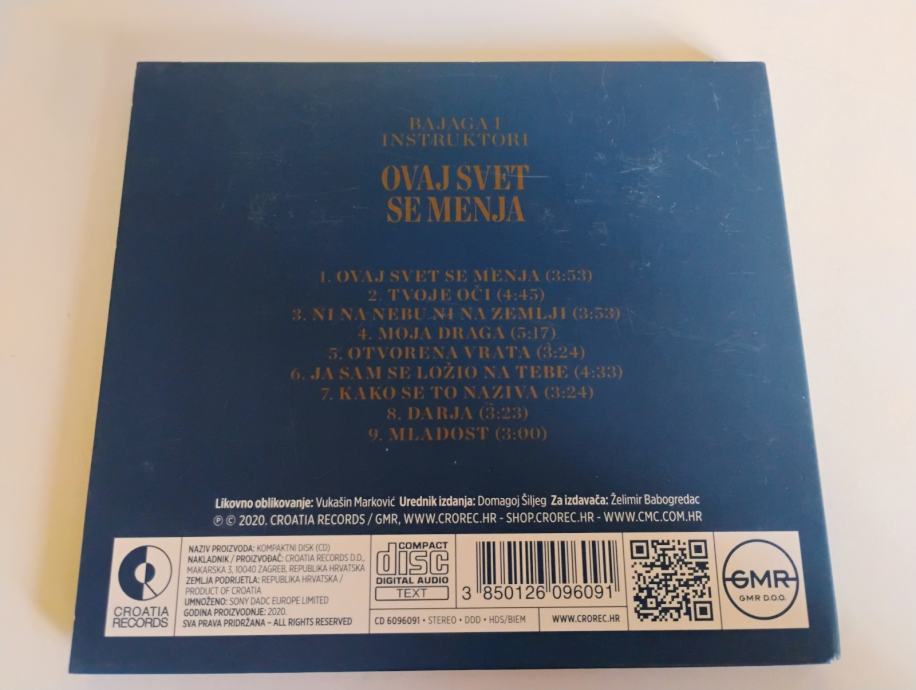 BAJAGA I
INSTRUKTORI
OVAJ SVET
SE MENJA
1. OVAJ SVET SE MENJA (3:53)
2. TVOJE OČI (4:45)
3. NI NA NEBU NI NA ZEMLJI (3:53)
4. MOJA DRAGA (5:17)
5. OTVORENA VRATA (3:24)
6. JA SAM SE LOŽIO NA TEBE (4:33)
7. KAKO SE TO NAZIVA (3:24)
8. DARJA (3:23)
9. MLADOST (3:00)
Likovno oblikovanje: Vukašin Marković Urednik izdanja: Domagoj Šiljeg Za izdavača: Želimir Babogredac
℗ © 2020. CROATIA RECORDS / GMR, WWW.CROREC.HR - SHOP.CROREC.HR - WWW.CMC.COM.HR
CROATIA
RECORDS
NAZIV PROIZVODA: KOMPAKTNI DISK (CD)
NAKLADNIK / PROIZVOĐAČ: CROATIA RECORDS D.D.,
MAKARSKA 3, 10040 ZAGREB, REPUBLIKA HRVATSKA
ZEMLJA PODRIJETLA: REPUBLIKA HRVATSKA /
PRODUCT OF CROATIA
UMNOŽENO: SONY DADC EUROPE LIMITED
GODINA PROIZVODNJE: 2020.
SVA PRAVA PRIDRŽANA – ALL RIGHTS RESERVED
COMPACT
disc
DIGITAL AUDIO
TEXT
3 850126 096091
CD 6096091 • STEREO • DDD • HDS/BIEM
WWW.CROREC.HR
GMR
GMR D.O.O.